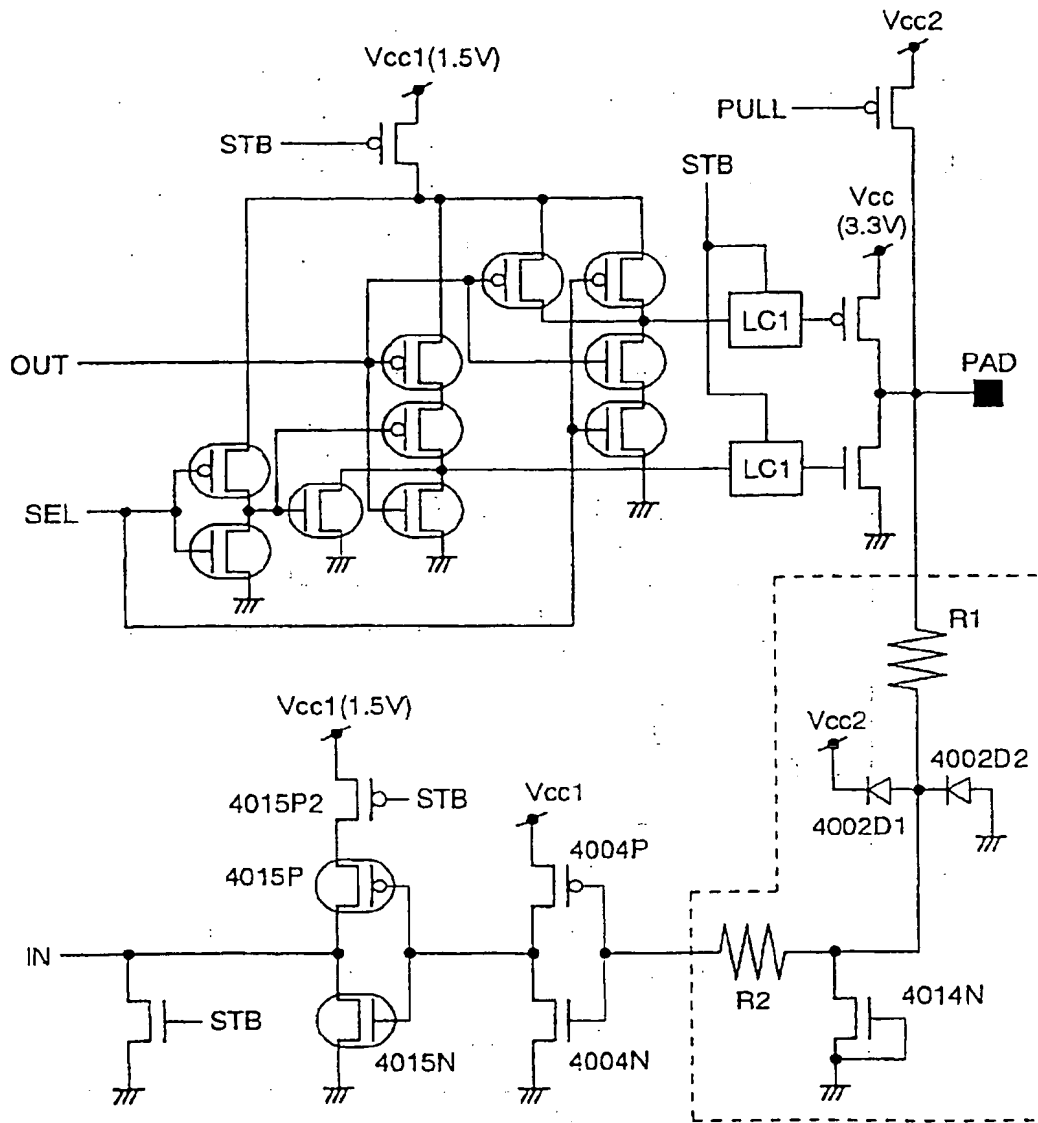 Vcc2
Vcc1(1.5V)
PULL
STB
STB
Vcc
(3.3V)
LC1
OUT
PAD
LC1
SEL
R1
Vcc1(1.5V)
Vcc2
4002D2
4015P2
STB
Vcc1
4002D1
4004P
4015P
IN
R2
4014N
STB
4015N
4004N